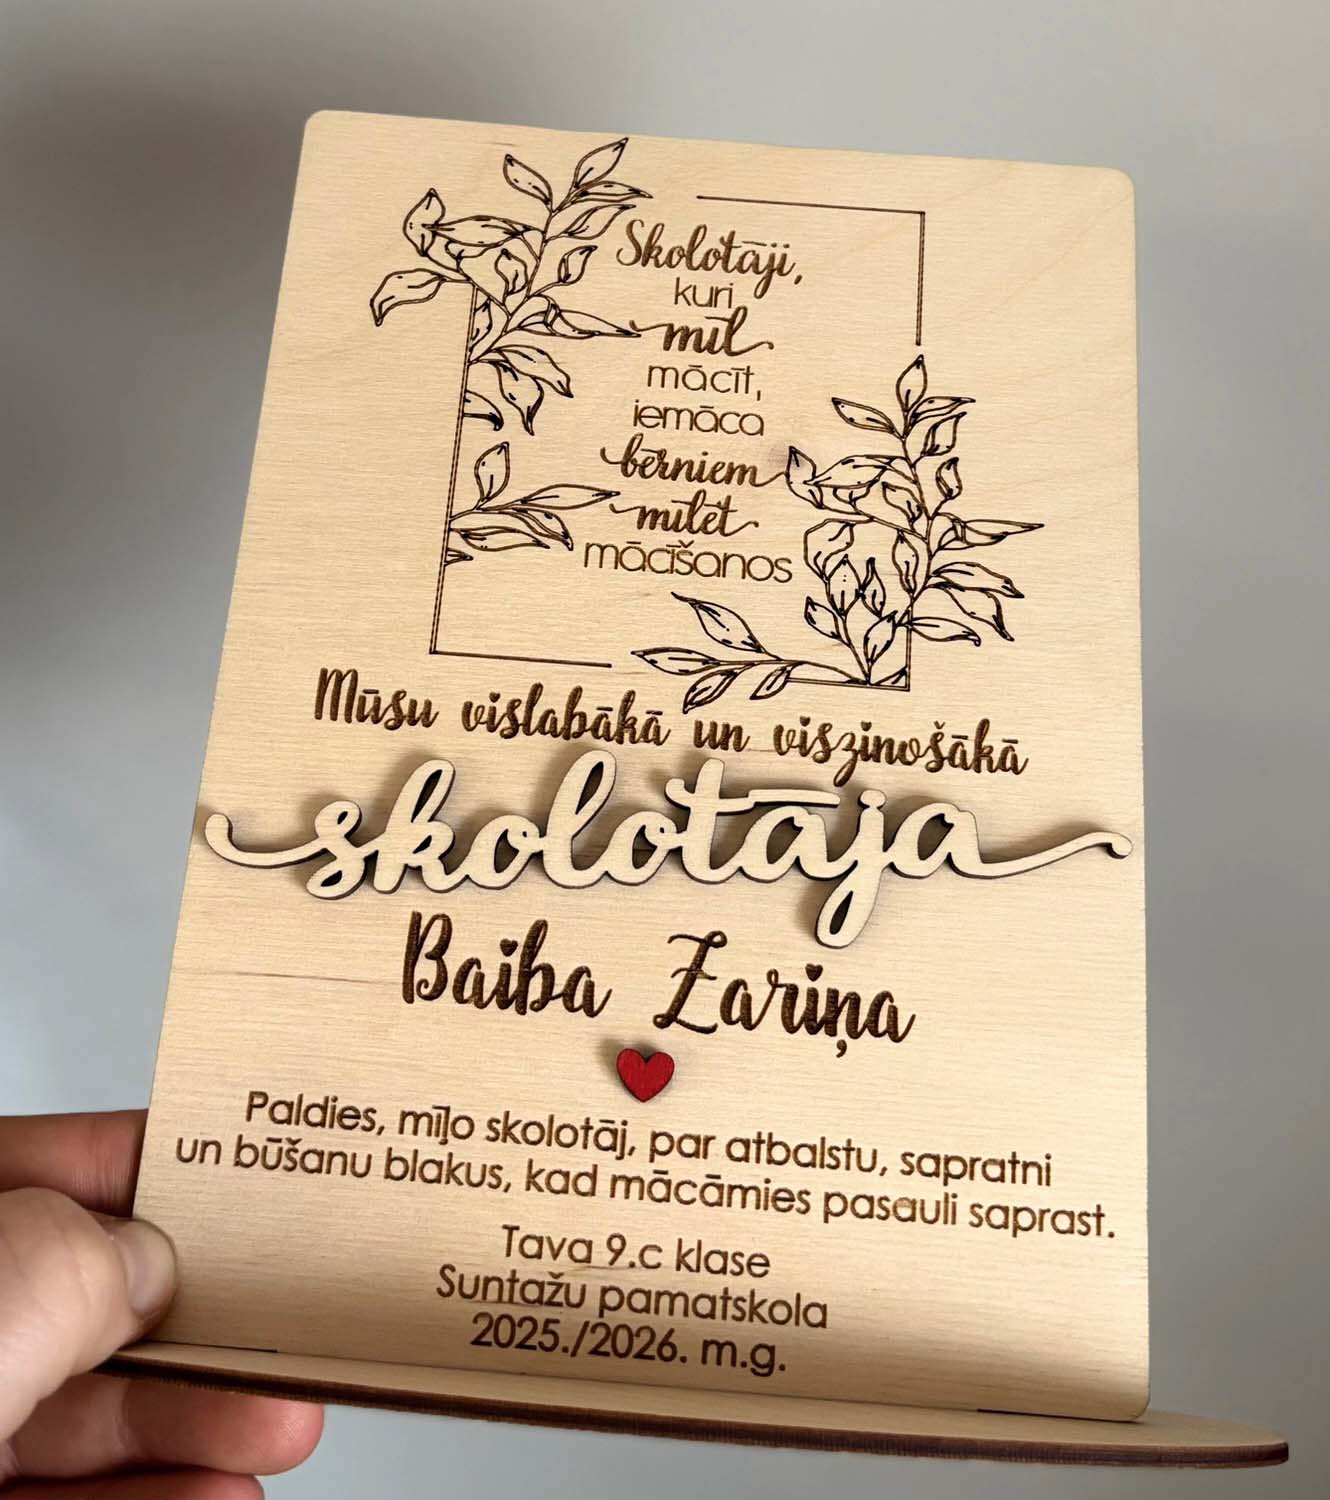 Skolotāji,
kuri
mīl
mācīt,
iemāca
bērniem
mīlēt
mācīšanos
Mūsu vislabākā un viszinošākā
skolotāja
Baiba Zariņa
Paldies, mīļo skolotāj, par atbalstu, sapratni
un būšanu blakus, kad mācāmies pasauli saprast.
Tava 9.c klase
Suntažu pamatskola
2025./2026. m.g.